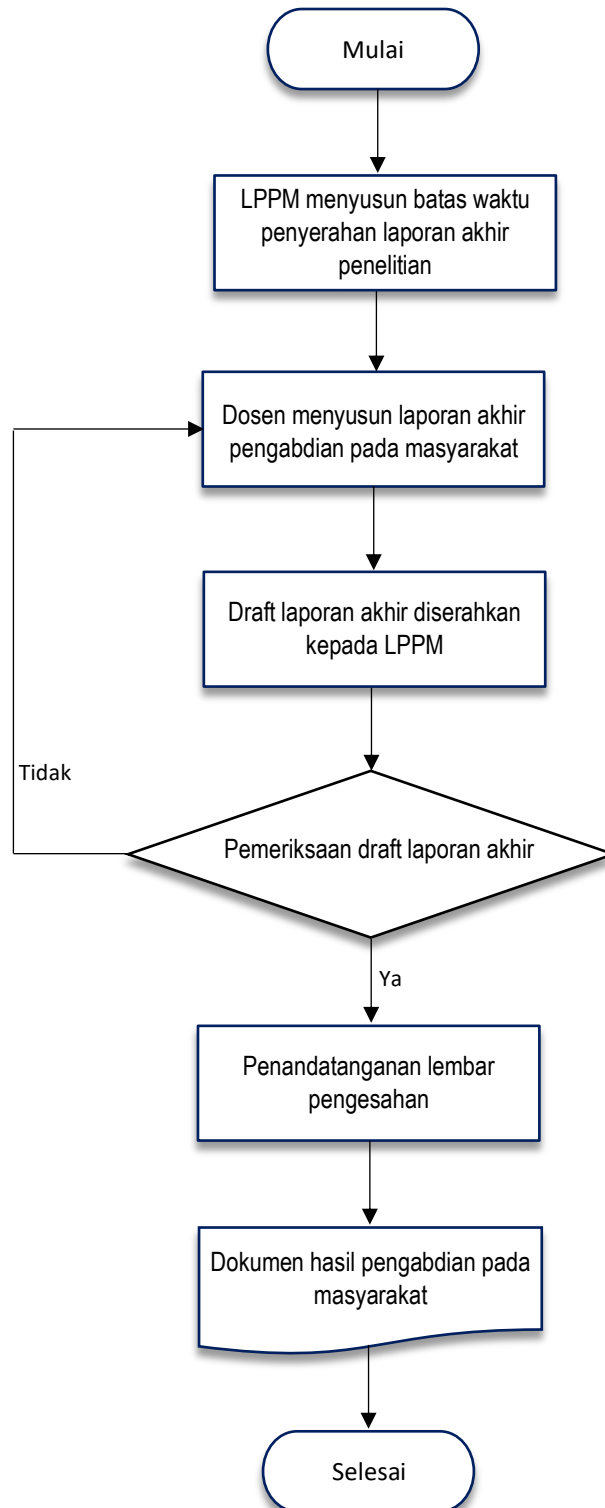 Mulai
LPPM menyusun batas waktu
penyerahan laporan akhir
penelitian
Dosen menyusun laporan akhir
pengabdian pada masyarakat
Draft laporan akhir diserahkan
kepada LPPM
Tidak
Pemeriksaan draft laporan akhir
Ya
Penandatanganan lembar
pengesahan
Dokumen hasil pengabdian pada
masyarakat
Selesai